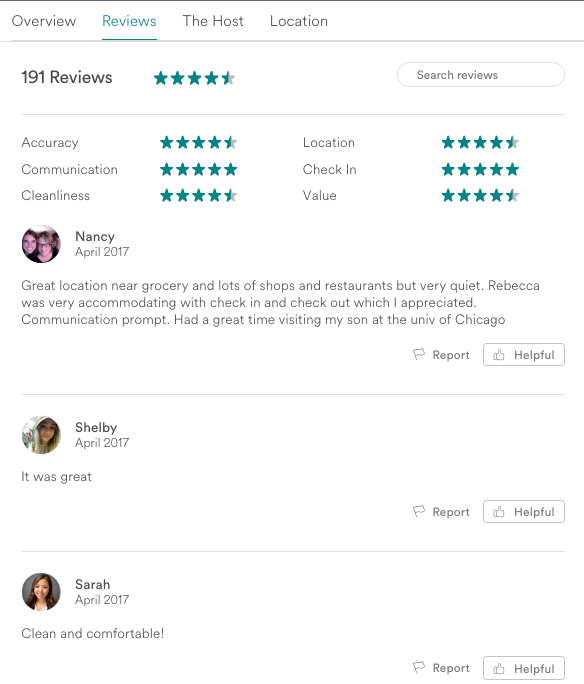 Overview Reviews The Host Location
191 Reviews Search reviews
Accuracy Location
Communication Check In
Cleanliness Value
Nancy
April 2017
Great location near grocery and lots of shops and restaurants but very quiet. Rebecca
was very accommodating with check in and check out which I appreciated.
Communication prompt. Had a great time visiting my son at the univ of Chicago
Report Helpful
Shelby
April 2017
It was great
Report Helpful
Sarah
April 2017
Clean and comfortable!
Report Helpful